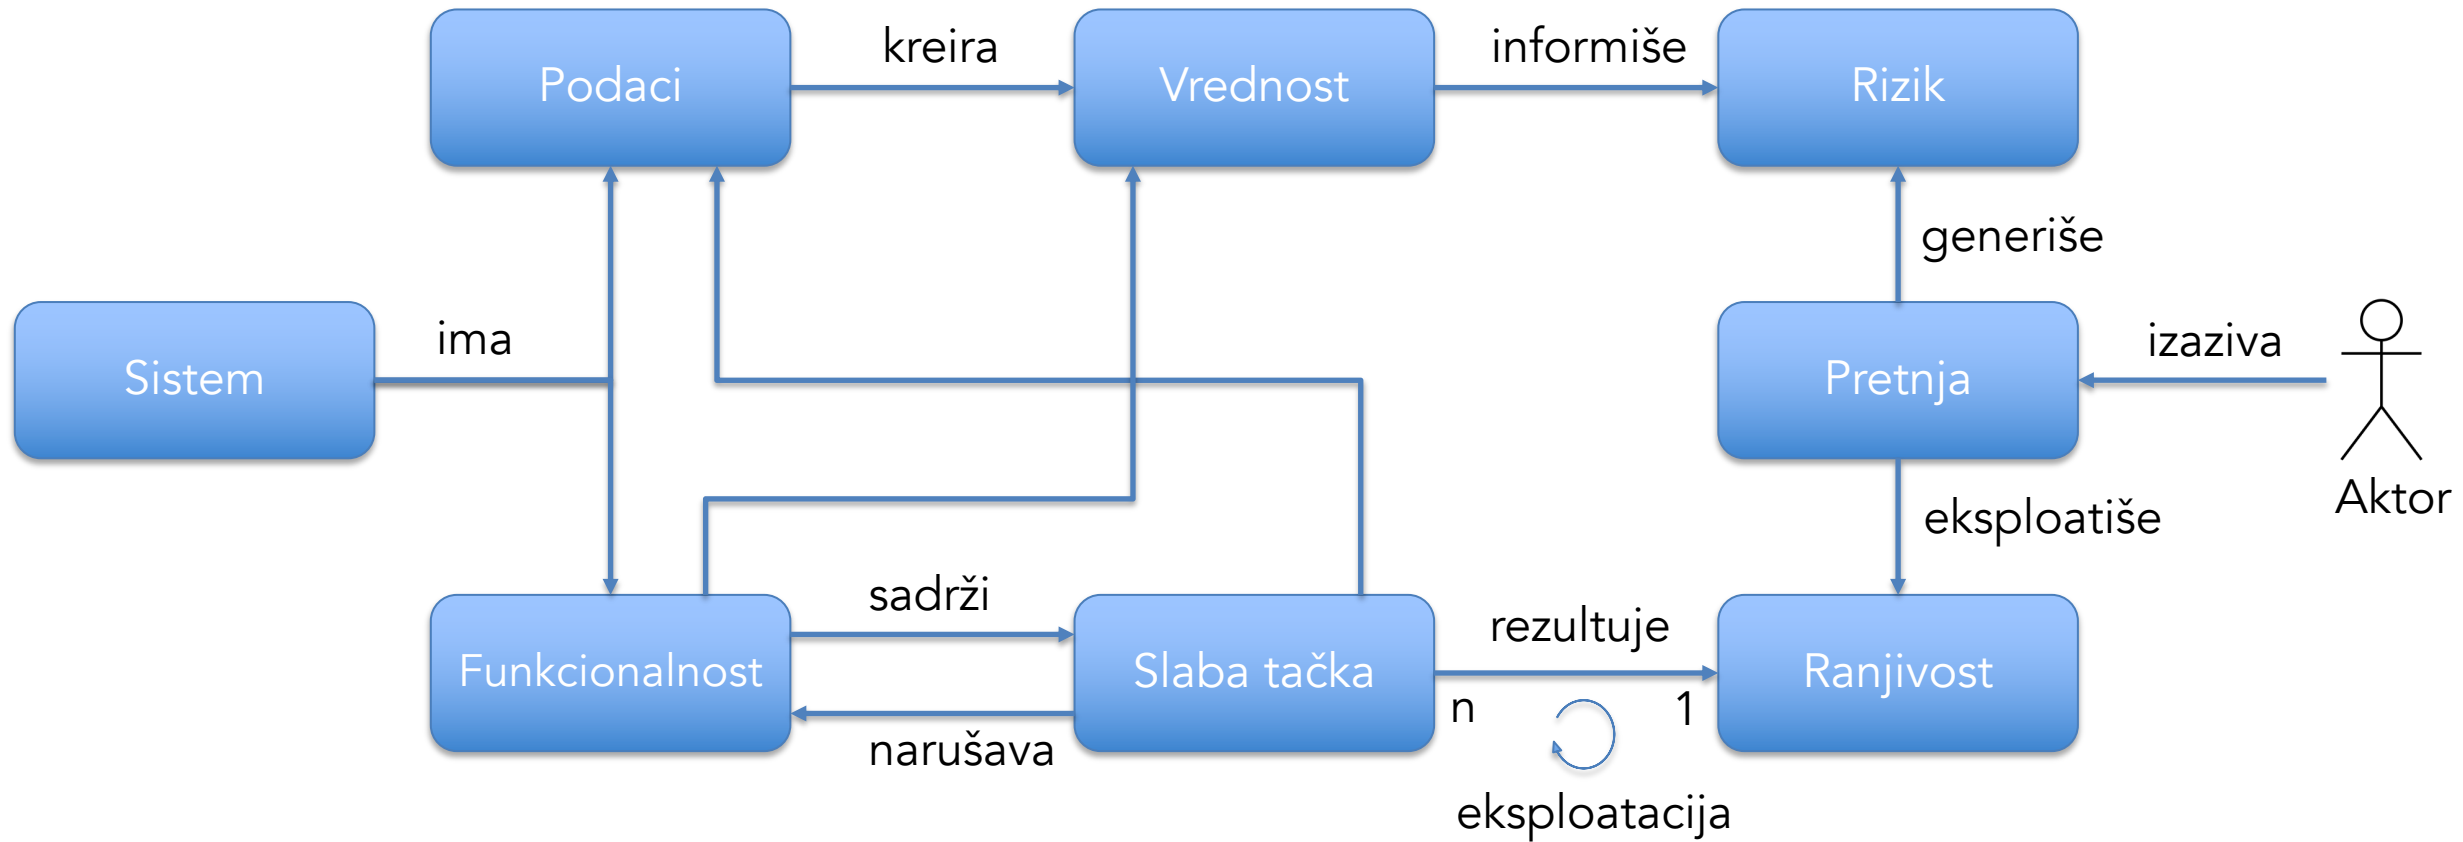 Podaci
kreira
Vrednost
informiše
Rizik
generiše
Sistem
ima
Pretnja
izaziva
Aktor
eksploatiše
Funkcionalnost
sadrži
narušava
Slaba tačka
rezultuje
n
1
eksploatacija
Ranjivost